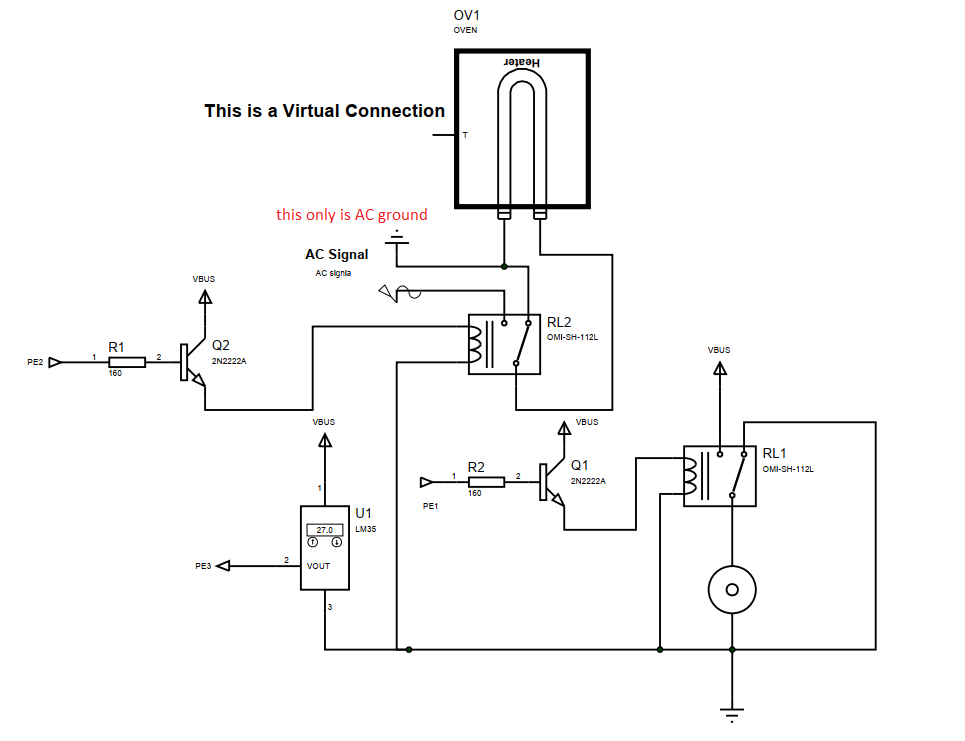 OV1
OVEN
Heater
This is a Virtual Connection
T
this only is AC ground
AC Signal
AC signla
VBUS
RL2
OMI-SH-112L
R1
Q2
2N2222A
PE2
1
2
160
VBUS
VBUS
VBUS
R2
Q1
2N2222A
RL1
OMI-SH-112L
1
2
160
PE1
1
U1
LM35
27.0
PE3
2
VOUT
3